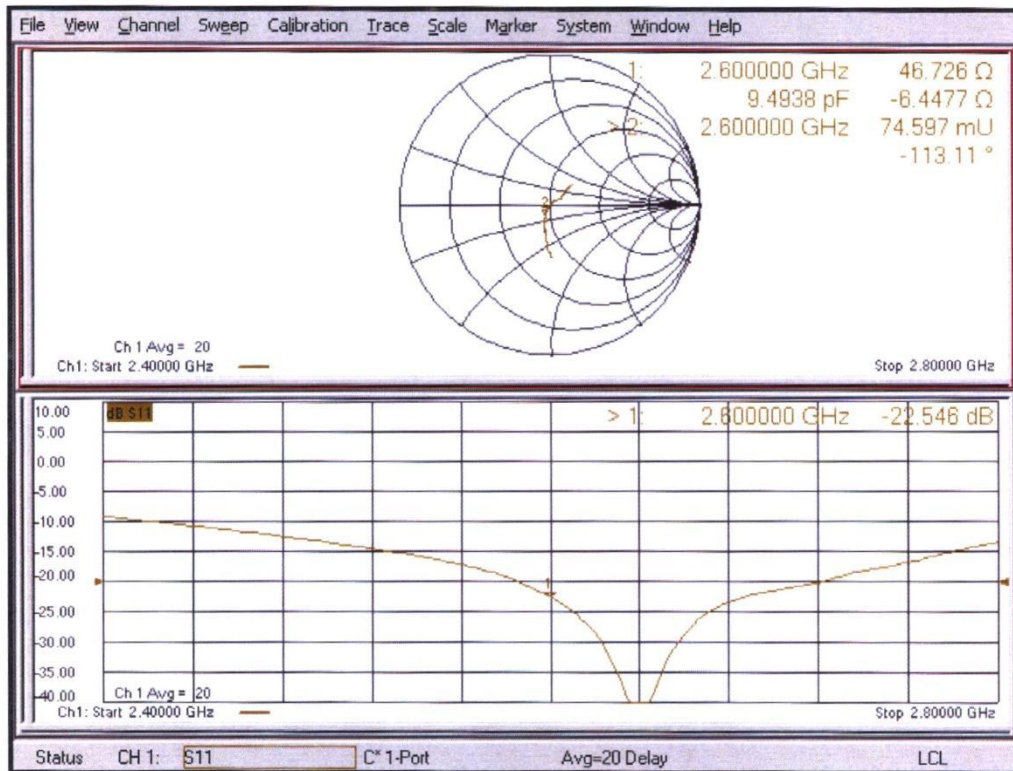 File View Channel Sweep Calibration Trace Scale Marker System Window Help
1: 2.600000 GHz 46.726 Ω
9.4938 pF -6.4477 Ω
> 2: 2.600000 GHz 74.597 mU
-113.11 °
2
Ch 1 Avg = 20
Ch1: Start 2.40000 GHz
Stop 2.80000 GHz
10.00 dB S11 > 1: 2.600000 GHz -22.546 dB
5.00
0.00
-5.00
-10.00
-15.00
-20.00
1
-25.00
-30.00
-35.00
-40.00
Ch 1 Avg = 20
Ch1: Start 2.40000 GHz
Stop 2.80000 GHz
Status CH 1: S11 C* 1-Port Avg=20 Delay LCL